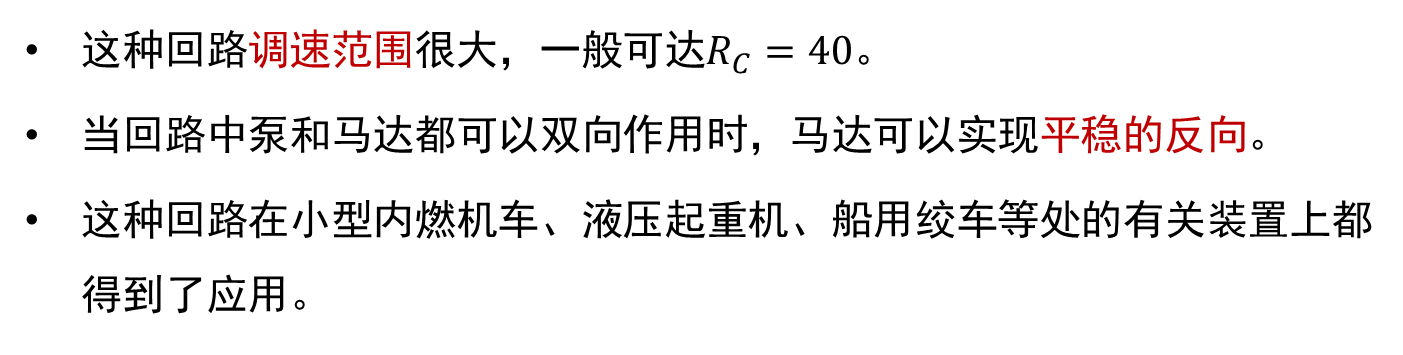 • 这种回路调速范围很大，一般可达R_C = 40。
• 当回路中泵和马达都可以双向作用时，马达可以实现平稳的反向。
• 这种回路在小型内燃机车、液压起重机、船用绞车等处的有关装置上都
得到了应用。